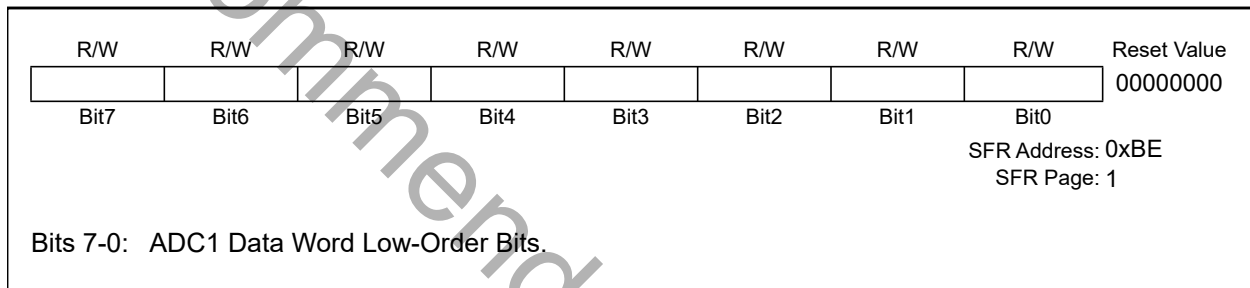 R/W R/W R/W R/W R/W R/W R/W R/W Reset Value
00000000
Bit7 Bit6 Bit5 Bit4 Bit3 Bit2 Bit1 Bit0
SFR Address: 0xBE
SFR Page: 1
Bits 7-0: ADC1 Data Word Low-Order Bits.